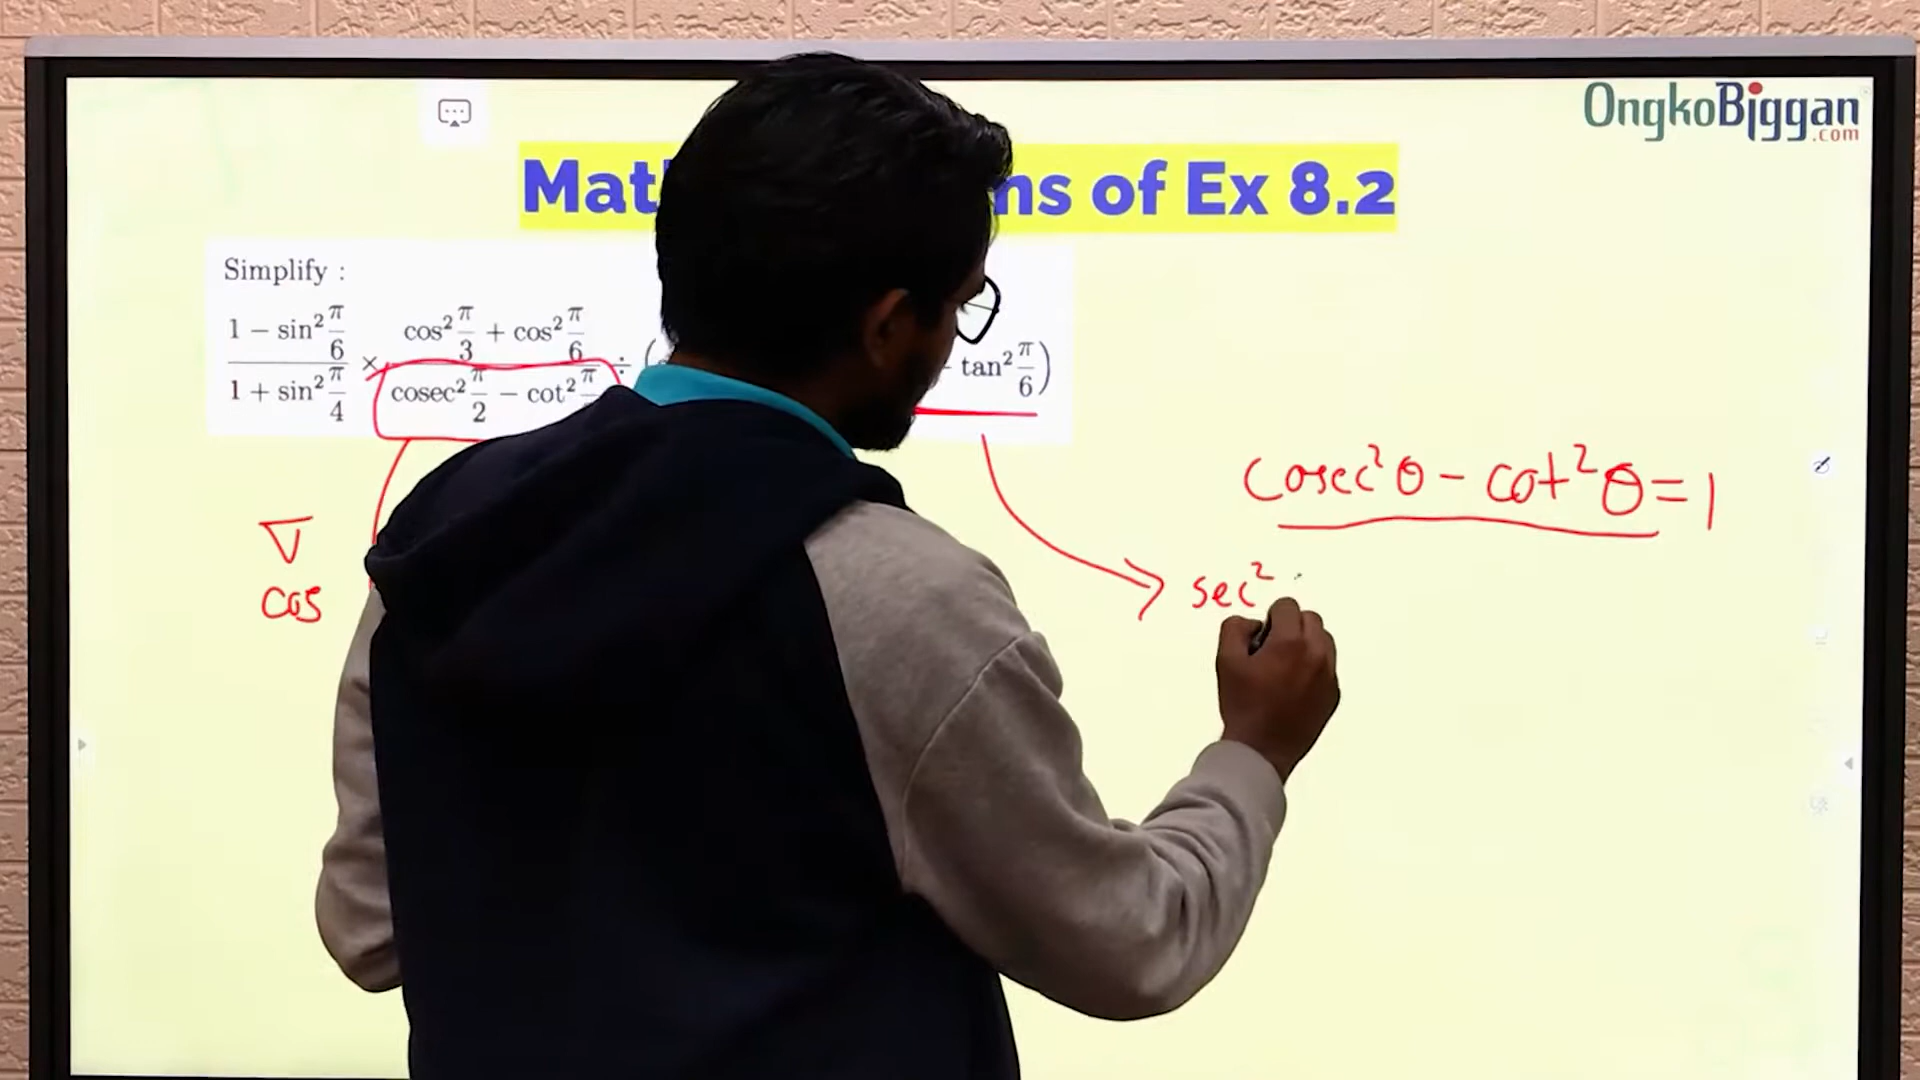 OngkoBiggan
.com
Mat ns of Ex 8.2
Simplify :
1 − sin² π/6 / 1 + sin² π/4 × cos² π/3 + cos² π/6 / cosec² π/2 − cot² π ÷ ( tan² π/6 )
cosec²θ − cot²θ = 1
sec²
cos